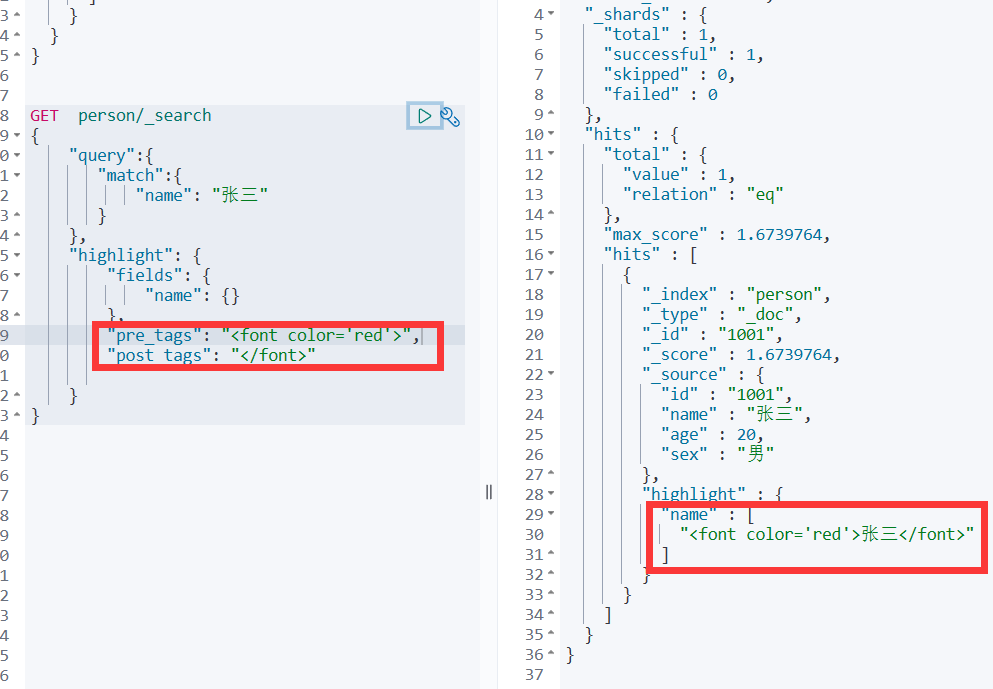 3 }
4 }
5 }
6
7
8 GET person/_search
9 {
0 "query":{
1 "match":{
2 "name": "张三"
3 }
4 },
5 "highlight": {
6 "fields": {
7 "name": {}
8 },
9 "pre_tags": "<font color='red'>",
0 "post_tags": "</font>"
1
2 }
3 }
4
5
6
7
8
9
0
1
2
3
4
5
6
4 "_shards" : {
5 "total" : 1,
6 "successful" : 1,
7 "skipped" : 0,
8 "failed" : 0
9 },
10 "hits" : {
11 "total" : {
12 "value" : 1,
13 "relation" : "eq"
14 },
15 "max_score" : 1.6739764,
16 "hits" : [
17 {
18 "_index" : "person",
19 "_type" : "_doc",
20 "_id" : "1001",
21 "_score" : 1.6739764,
22 "_source" : {
23 "id" : "1001",
24 "name" : "张三",
25 "age" : 20,
26 "sex" : "男"
27 },
28 "highlight" : {
29 "name" : [
30 "<font color='red'>张三</font>"
31 ]
32 }
33 }
34 ]
35 }
36 }
37